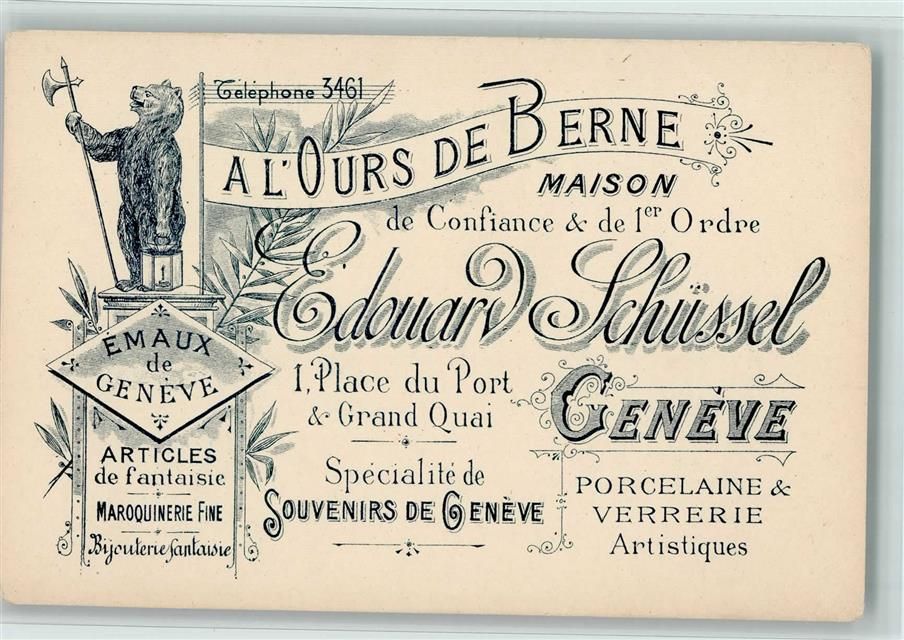 Téléphone 3461
A L'OURS DE BERNE
MAISON
de Confiance & de 1er Ordre
Edouard Schüssel
1, Place du Port
& Grand Quai
GENÈVE
Spécialité de
SOUVENIRS DE GENÈVE
PORCELAINE &
VERRERIE
Artistiques
EMAUX
de
GENÈVE
ARTICLES
de fantaisie
MAROQUINERIE FINE
Bijouterie fantaisie